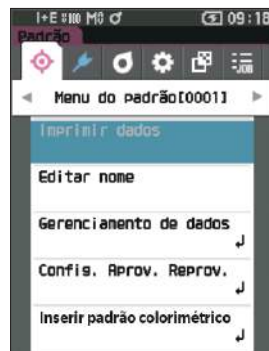 I+E M0 09:18
Padrão
JOB
Menu do padrão[0001]
Imprimir dados
Editar nome
Gerenciamento de dados
Config. Aprov. Reprov.
Inserir padrão colorimétrico